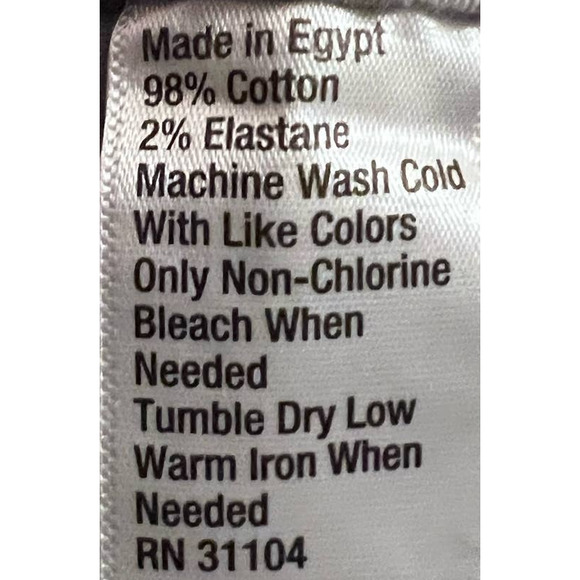 Made in Egypt
98% Cotton
2% Elastane
Machine Wash Cold
With Like Colors
Only Non-Chlorine
Bleach When
Needed
Tumble Dry Low
Warm Iron When
Needed
RN 31104